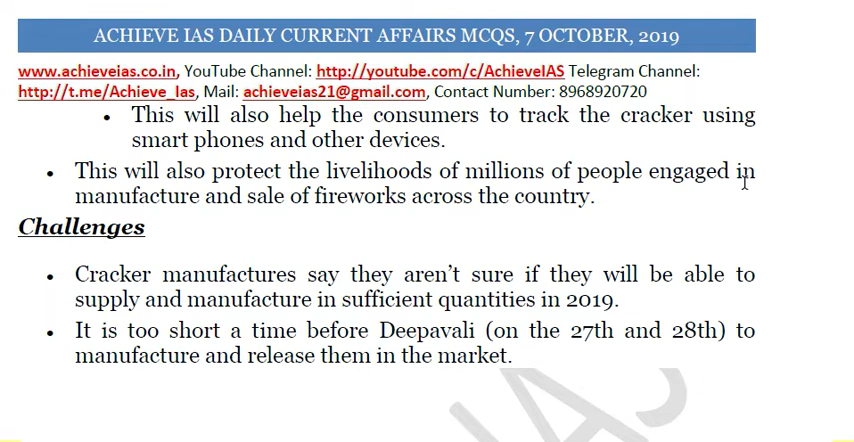 ACHIEVE IAS DAILY CURRENT AFFAIRS MCQS, 7 OCTOBER, 2019
www.achieveias.co.in, YouTube Channel: http://youtube.com/c/AchieveIAS Telegram Channel:
http://t.me/Achieve_Ias, Mail: achieveias21@gmail.com, Contact Number: 8968920720
• This will also help the consumers to track the cracker using
smart phones and other devices.
• This will also protect the livelihoods of millions of people engaged in
manufacture and sale of fireworks across the country.
Challenges
• Cracker manufactures say they aren't sure if they will be able to
supply and manufacture in sufficient quantities in 2019.
• It is too short a time before Deepavali (on the 27th and 28th) to
manufacture and release them in the market.
IAS